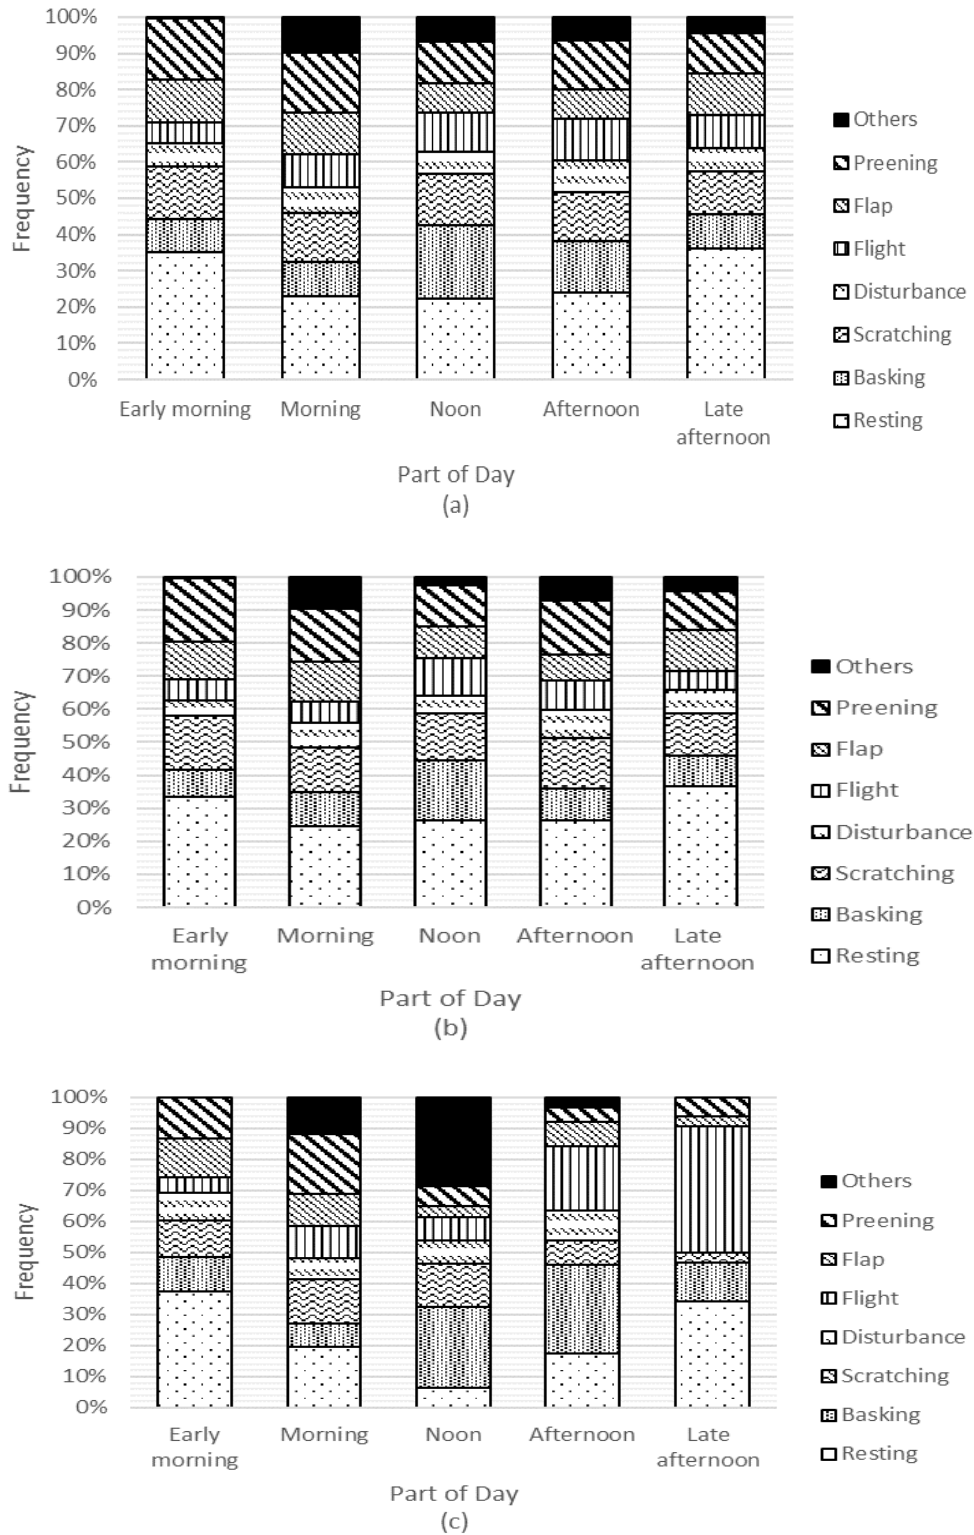 100%
90%
80%
70%
60%
50%
40%
30%
20%
10%
0%
Frequency
Early morning
Morning
Noon
Afternoon
Late
afternoon
Part of Day
(a)
Others
Preening
Flap
Flight
Disturbance
Scratching
Basking
Resting
100%
90%
80%
70%
60%
50%
40%
30%
20%
10%
0%
Frequency
Early
morning
Morning
Noon
Afternoon
Late
afternoon
Part of Day
(b)
Others
Preening
Flap
Flight
Disturbance
Scratching
Basking
Resting
100%
90%
80%
70%
60%
50%
40%
30%
20%
10%
0%
Frequency
Early
morning
Morning
Noon
Afternoon
Late
afternoon
Part of Day
(c)
Others
Preening
Flap
Flight
Disturbance
Scratching
Basking
Resting